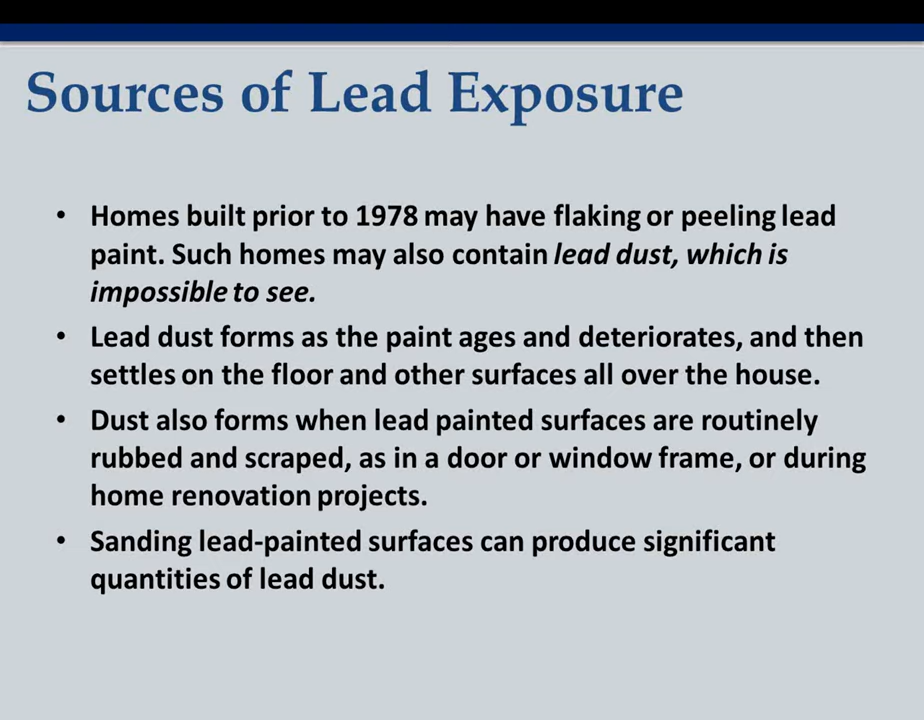 Sources of Lead Exposure
• Homes built prior to 1978 may have flaking or peeling lead
paint. Such homes may also contain lead dust, which is
impossible to see.
• Lead dust forms as the paint ages and deteriorates, and then
settles on the floor and other surfaces all over the house.
• Dust also forms when lead painted surfaces are routinely
rubbed and scraped, as in a door or window frame, or during
home renovation projects.
• Sanding lead-painted surfaces can produce significant
quantities of lead dust.